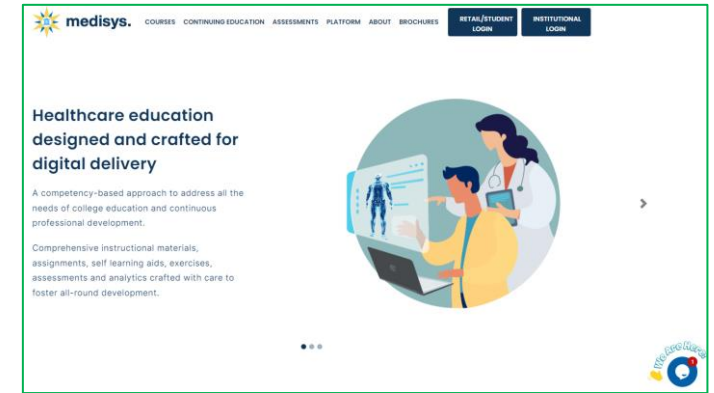 medisys.
COURSES CONTINUING EDUCATION ASSESSMENTS PLATFORM ABOUT BROCHURES
RETAIL/STUDENT
LOGIN
INSTITUTIONAL
LOGIN
Healthcare education
designed and crafted for
digital delivery
A competency-based approach to address all the
needs of college education and continuous
professional development.
Comprehensive instructional materials,
assignments, self learning aids, exercises,
assessments and analytics crafted with care to
foster all-round development.
We Are Here!
1